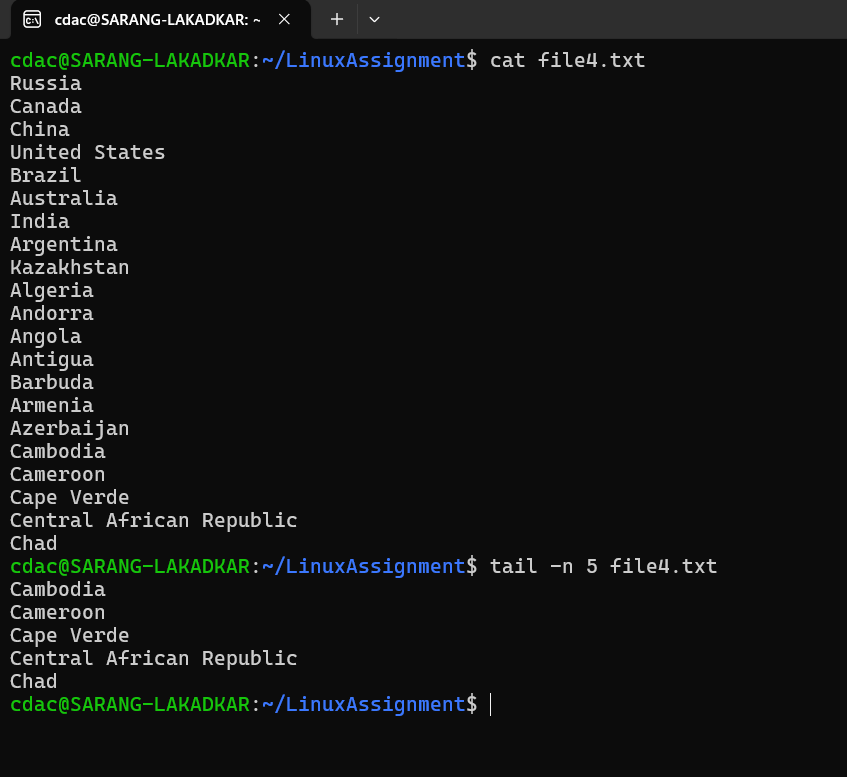 cdac@SARANG-LAKADKAR: ~
cdac@SARANG-LAKADKAR:~/LinuxAssignment$ cat file4.txt
Russia
Canada
China
United States
Brazil
Australia
India
Argentina
Kazakhstan
Algeria
Andorra
Angola
Antigua
Barbuda
Armenia
Azerbaijan
Cambodia
Cameroon
Cape Verde
Central African Republic
Chad
cdac@SARANG-LAKADKAR:~/LinuxAssignment$ tail -n 5 file4.txt
Cambodia
Cameroon
Cape Verde
Central African Republic
Chad
cdac@SARANG-LAKADKAR:~/LinuxAssignment$